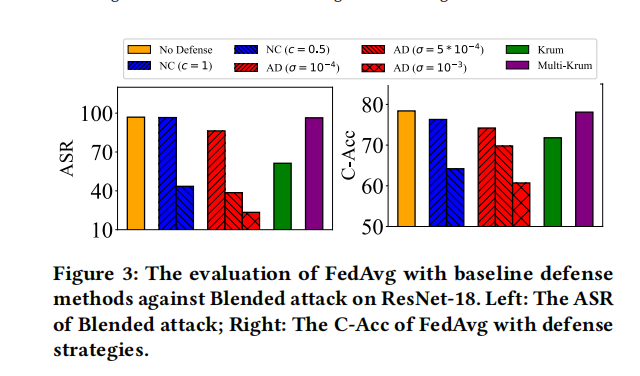 No Defense
NC (c = 0.5)
AD (σ = 5 * 10⁻⁴)
Krum
NC (c = 1)
AD (σ = 10⁻⁴)
AD (σ = 10⁻³)
Multi-Krum
ASR
100
70
40
10
C-Acc
80
70
60
50
Figure 3: The evaluation of FedAvg with baseline defense
methods against Blended attack on ResNet-18. Left: The ASR
of Blended attack; Right: The C-Acc of FedAvg with defense
strategies.